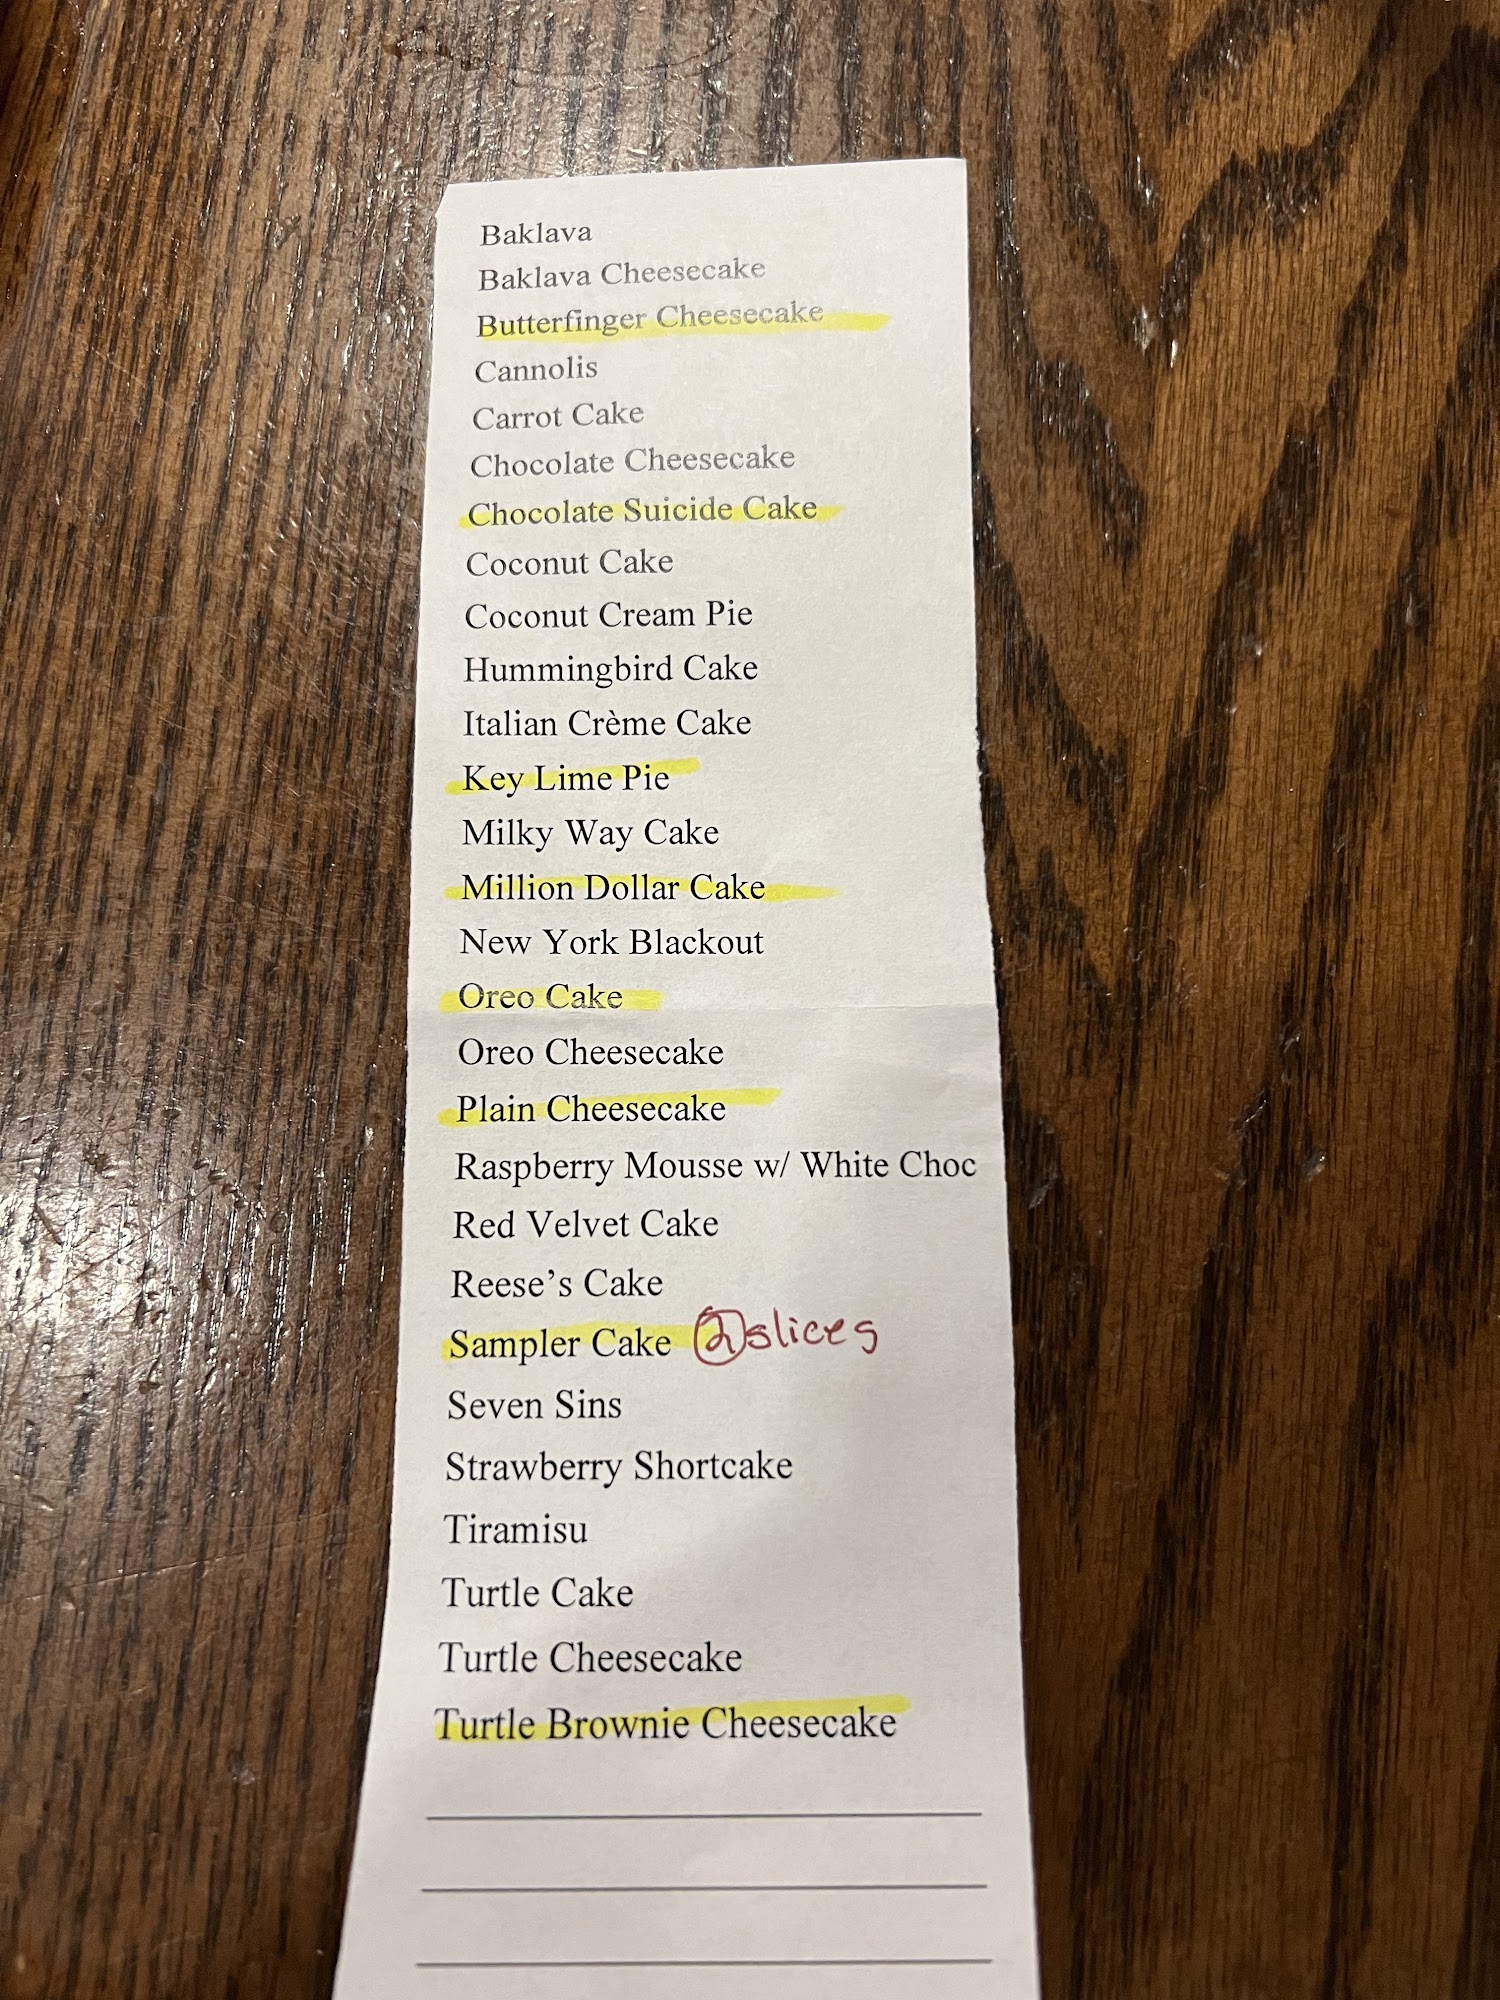 Baklava
Baklava Cheesecake
Butterfinger Cheesecake
Cannolis
Carrot Cake
Chocolate Cheesecake
Chocolate Suicide Cake
Coconut Cake
Coconut Cream Pie
Hummingbird Cake
Italian Crème Cake
Key Lime Pie
Milky Way Cake
Million Dollar Cake
New York Blackout
Oreo Cake
Oreo Cheesecake
Plain Cheesecake
Raspberry Mousse w/ White Choc
Red Velvet Cake
Reese’s Cake
Sampler Cake 2 slices
Seven Sins
Strawberry Shortcake
Tiramisu
Turtle Cake
Turtle Cheesecake
Turtle Brownie Cheesecake